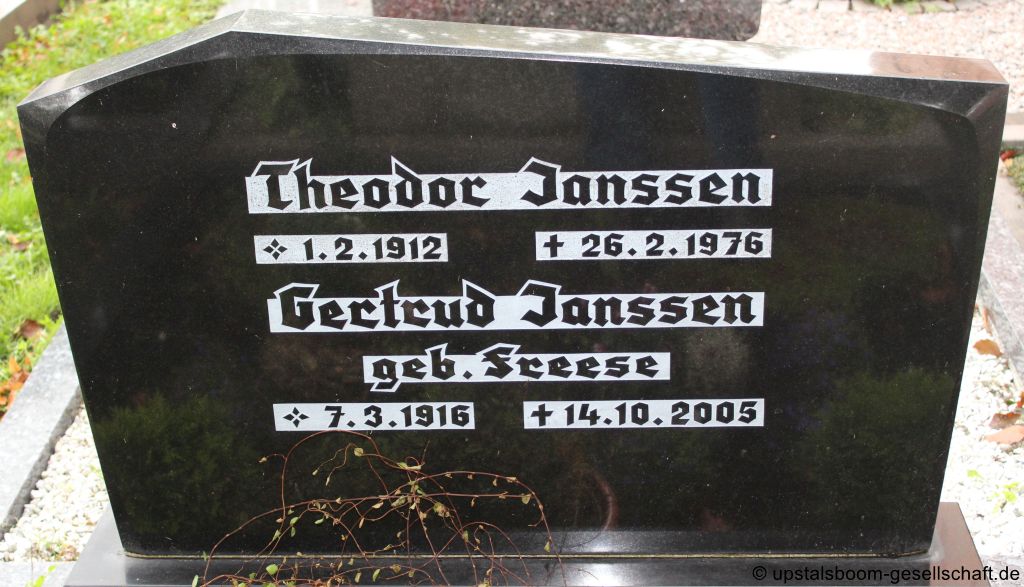 Theodor Janssen
1.2.1912 26.2.1976
Gertrud Janssen
geb. Freese
7.3.1916 14.10.2005
© upstalsboom-gesellschaft.de